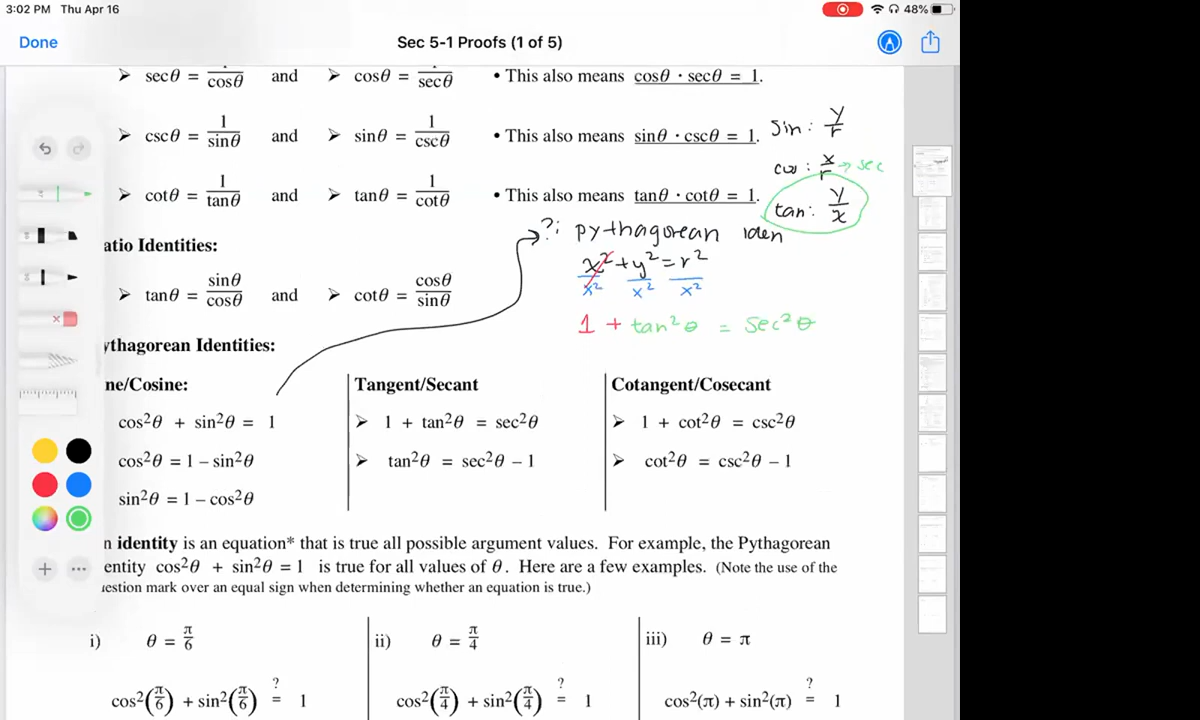 3:02 PM Thu Apr 16 48%
Done Sec 5-1 Proofs (1 of 5)
➢ secθ = 1/cosθ and ➢ cosθ = 1/secθ • This also means cosθ · secθ = 1.
➢ cscθ = 1/sinθ and ➢ sinθ = 1/cscθ • This also means sinθ · cscθ = 1.
sin: y/r
cos: x/r → sec
➢ cotθ = 1/tanθ and ➢ tanθ = 1/cotθ • This also means tanθ · cotθ = 1.
tan: y/x
?: pythagorean iden
atio Identities:
x²/x² + y²/x² = r²/x²
➢ tanθ = sinθ/cosθ and ➢ cotθ = cosθ/sinθ
1 + tan²θ = sec²θ
ythagorean Identities:
ne/Cosine: Tangent/Secant Cotangent/Cosecant
cos²θ + sin²θ = 1 ➢ 1 + tan²θ = sec²θ ➢ 1 + cot²θ = csc²θ
cos²θ = 1 – sin²θ ➢ tan²θ = sec²θ – 1 ➢ cot²θ = csc²θ – 1
sin²θ = 1 – cos²θ
n identity is an equation* that is true all possible argument values. For example, the Pythagorean
entity cos²θ + sin²θ = 1 is true for all values of θ. Here are a few examples. (Note the use of the
uestion mark over an equal sign when determining whether an equation is true.)
i) θ = π/6 ii) θ = π/4 iii) θ = π
cos²(π/6) + sin²(π/6) ≟ 1 cos²(π/4) + sin²(π/4) ≟ 1 cos²(π) + sin²(π) ≟ 1